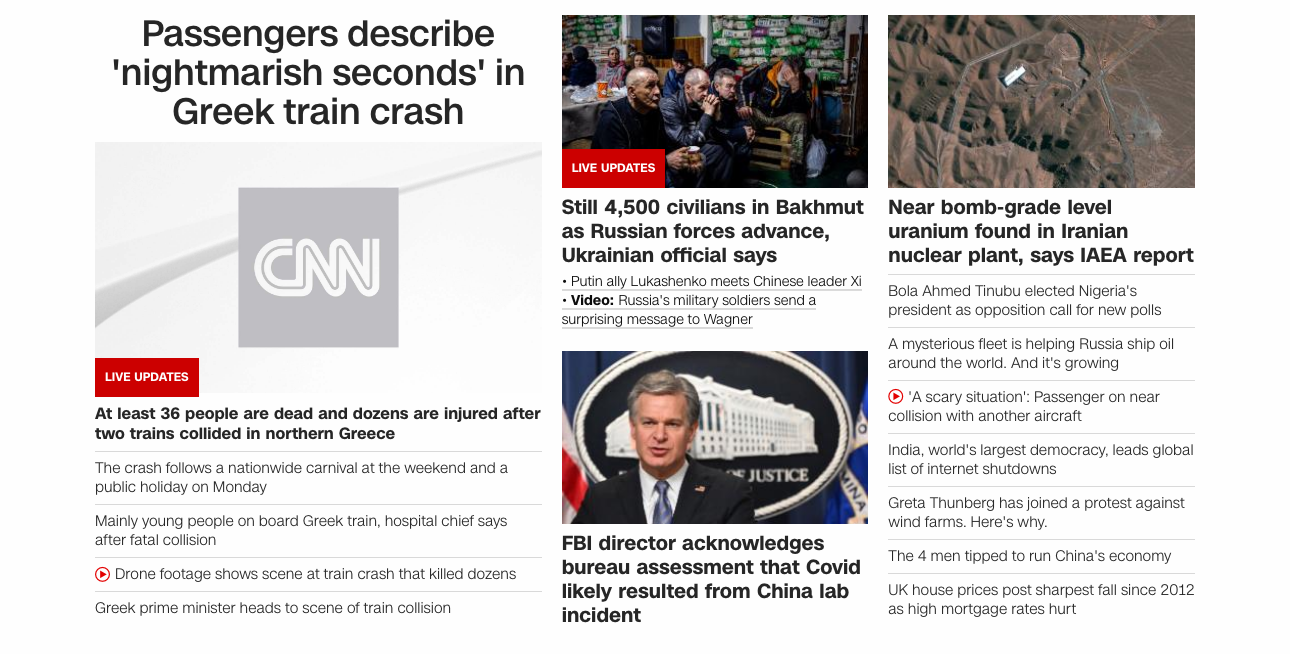 Passengers describe
'nightmarish seconds' in
Greek train crash
CNN
LIVE UPDATES
At least 36 people are dead and dozens are injured after
two trains collided in northern Greece
The crash follows a nationwide carnival at the weekend and a
public holiday on Monday
Mainly young people on board Greek train, hospital chief says
after fatal collision
Drone footage shows scene at train crash that killed dozens
Greek prime minister heads to scene of train collision
LIVE UPDATES
Still 4,500 civilians in Bakhmut
as Russian forces advance,
Ukrainian official says
• Putin ally Lukashenko meets Chinese leader Xi
• Video: Russia's military soldiers send a
surprising message to Wagner
OF JUSTICE
FBI director acknowledges
bureau assessment that Covid
likely resulted from China lab
incident
Near bomb-grade level
uranium found in Iranian
nuclear plant, says IAEA report
Bola Ahmed Tinubu elected Nigeria's
president as opposition call for new polls
A mysterious fleet is helping Russia ship oil
around the world. And it's growing
'A scary situation': Passenger on near
collision with another aircraft
India, world's largest democracy, leads global
list of internet shutdowns
Greta Thunberg has joined a protest against
wind farms. Here's why.
The 4 men tipped to run China's economy
UK house prices post sharpest fall since 2012
as high mortgage rates hurt